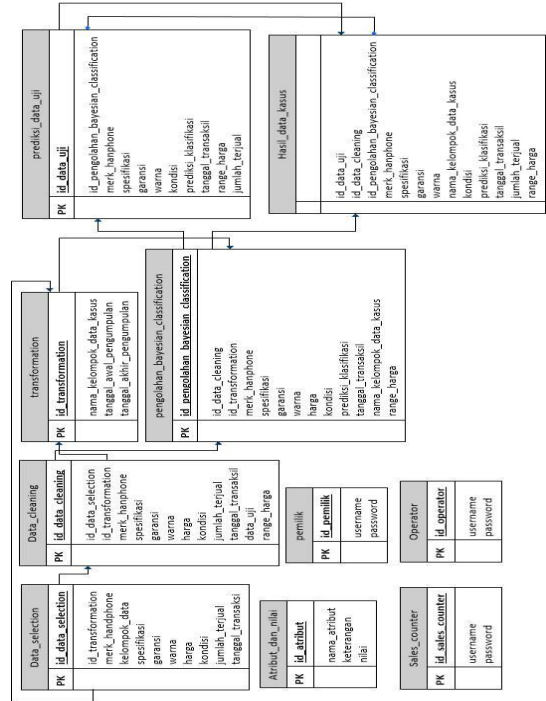 Data_selection
PK id_data_selection
id_transformation
merk_handphone
kelompok_data
spesifikasi
garansi
warna
harga
kondisi
jumlah_terjual
tanggal_transaksi
Data_cleaning
PK id_data_cleaning
id_data_selection
id_transformation
merk_hanphone
spesifikasi
garansi
warna
harga
kondisi
jumlah_terjual
tanggal_transaksil
data_uji
range_harga
transformation
PK id_transformation
nama_kelompok_data_kasus
tanggal_awal_pengumpulan
tanggal_akhir_pengumpulan
prediksi_data_uji
PK id_data_uji
id_pengolahan_bayesian_classification
merk_hanphone
spesifikasi
garansi
warna
kondisi
prediksi_klasifikasi
tanggal_transaksil
range_harga
jumlah_terjual
Atribut_dan_nilai
PK id_atribut
nama_atribut
keterangan
nilai
pemilik
PK id_pemilik
username
password
pengolahan_bayesian_classification
PK id_pengolahan_bayesian_classification
id_data_cleaning
id_transformation
merk_hanphone
spesifikasi
garansi
warna
harga
kondisi
prediksi_klasifikasi
tanggal_transaksil
nama_kelompok_data_kasus
range_harga
Hasil_data_kasus
id_data_uji
id_data_cleaning
id_pengolahan_bayesian_classification
merk_hanphone
spesifikasi
garansi
warna
nama_kelompok_data_kasus
kondisi
prediksi_klasifikasi
tanggal_transaksil
jumlah_terjual
range_harga
Sales_counter
PK id_sales_counter
username
password
Operator
PK id_operator
username
password